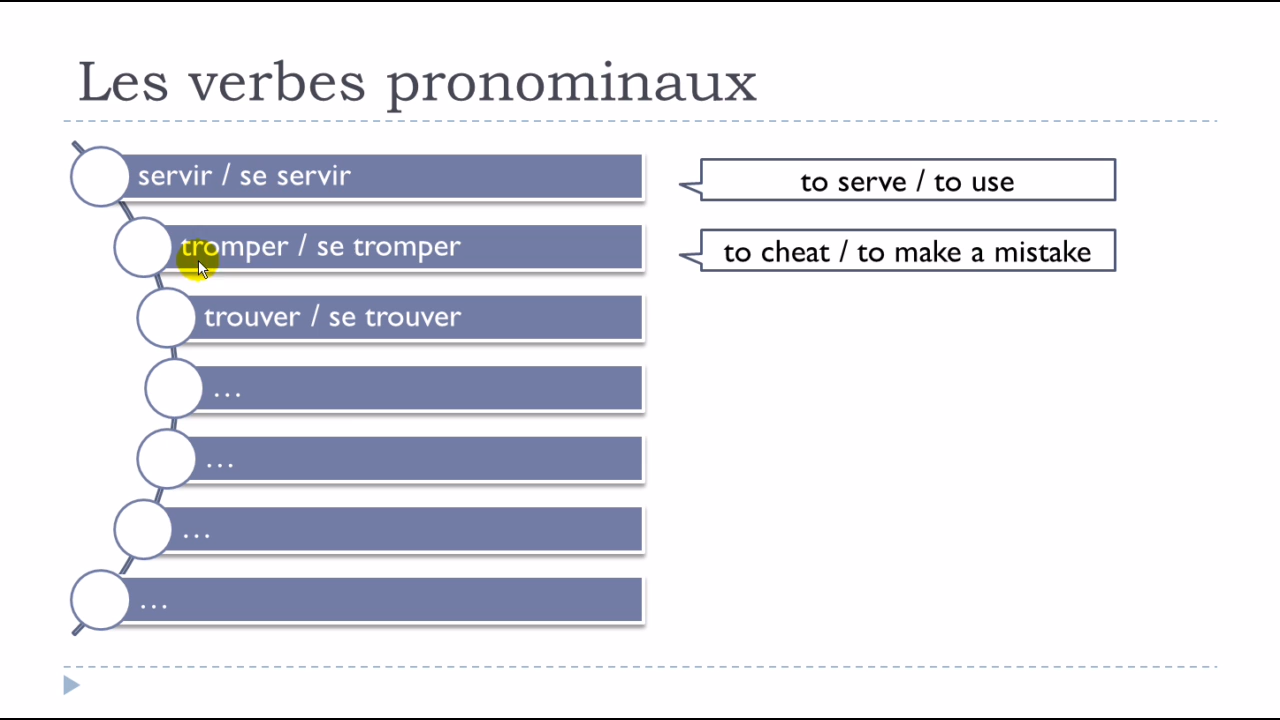 Les verbes pronominaux
servir / se servir
to serve / to use
tromper / se tromper
to cheat / to make a mistake
trouver / se trouver
...
...
...
...